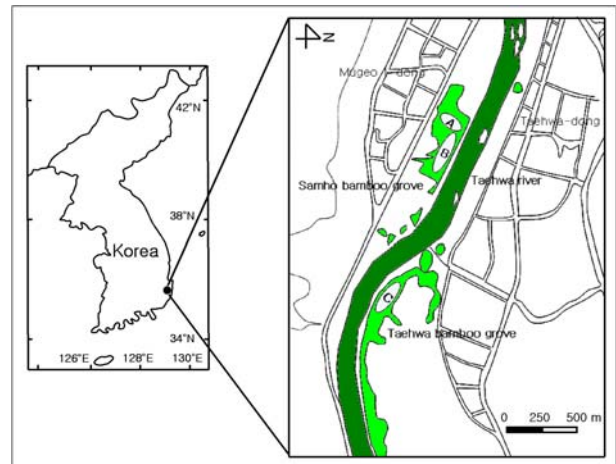 42°N
38°N
Korea
34°N
126°E 128°E 130°E
N
Mugeo-dong
A
Taehwa-dong
B
Samho bamboo grove
Taehwa river
C
Taehwa bamboo grove
0 250 500 m